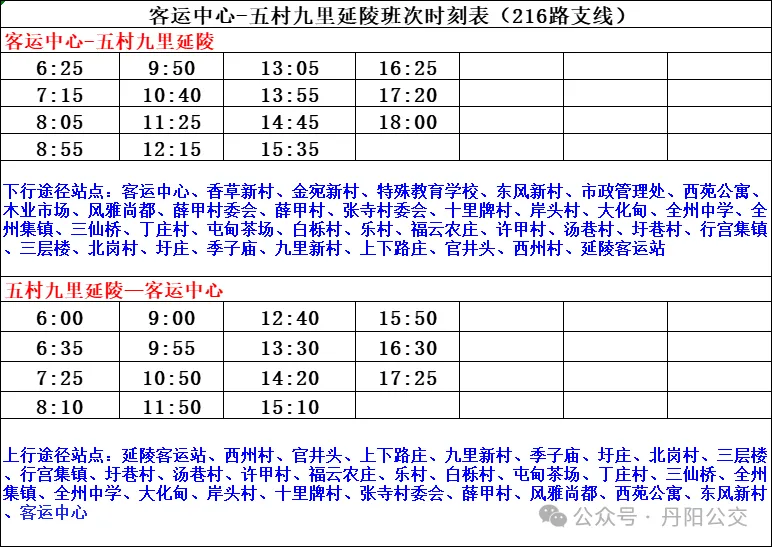 客运中心-五村九里延陵班次时刻表（216路支线）
客运中心-五村九里延陵
6:25 9:50 13:05 16:25
7:15 10:40 13:55 17:20
8:05 11:25 14:45 18:00
8:55 12:15 15:35
下行途径站点：客运中心、香草新村、金宛新村、特殊教育学校、东风新村、市政管理处、西苑公寓、
木业市场、风雅尚都、薛甲村委会、薛甲村、张寺村委会、十里牌村、岸头村、大化甸、全州中学、全
州集镇、三仙桥、丁庄村、屯甸茶场、白栎村、乐村、福云农庄、许甲村、汤巷村、圩巷村、行宫集镇
、三层楼、北岗村、圩庄、季子庙、九里新村、上下路庄、官井头、西州村、延陵客运站
五村九里延陵—客运中心
6:00 9:00 12:40 15:50
6:35 9:55 13:30 16:30
7:25 10:50 14:20 17:25
8:10 11:50 15:10
上行途径站点：延陵客运站、西州村、官井头、上下路庄、九里新村、季子庙、圩庄、北岗村、三层楼
、行宫集镇、圩巷村、汤巷村、许甲村、福云农庄、乐村、白栎村、屯甸茶场、丁庄村、三仙桥、全州
集镇、全州中学、大化甸、岸头村、十里牌村、张寺村委会、薛甲村、风雅尚都、西苑公寓、东风新村
、客运中心
公众号·丹阳公交